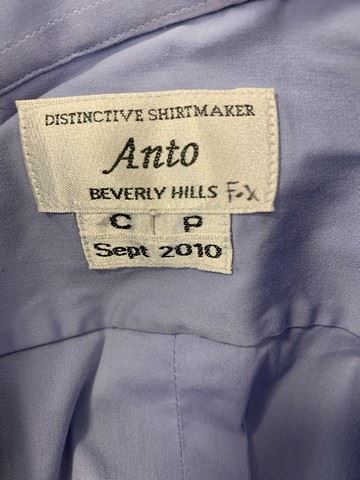 DISTINCTIVE SHIRTMAKER
Anto
BEVERLY HILLS F-X
C P
Sept 2010